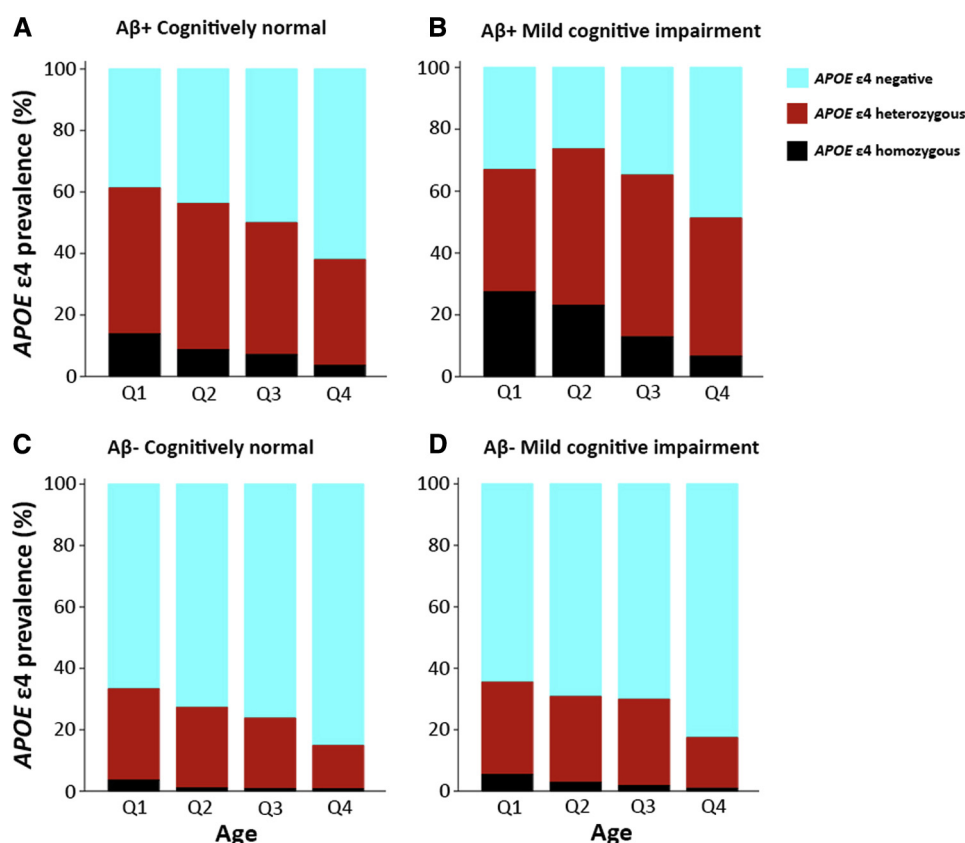 A
Aβ+ Cognitively normal
APOE ε4 prevalence (%)
100
80
60
40
20
0
Q1 Q2 Q3 Q4
B
Aβ+ Mild cognitive impairment
100
80
60
40
20
0
Q1 Q2 Q3 Q4
APOE ε4 negative
APOE ε4 heterozygous
APOE ε4 homozygous
C
Aβ- Cognitively normal
APOE ε4 prevalence (%)
100
80
60
40
20
0
Q1 Q2 Q3 Q4
Age
D
Aβ- Mild cognitive impairment
100
80
60
40
20
0
Q1 Q2 Q3 Q4
Age